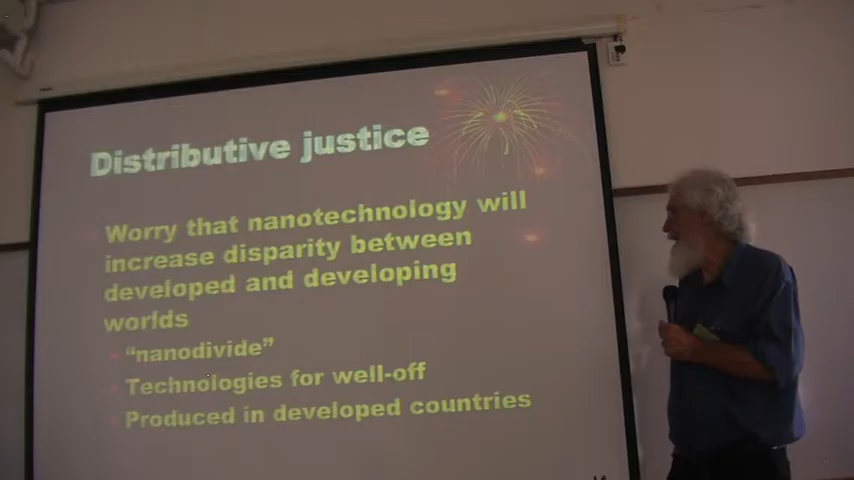 Distributive justice
Worry that nanotechnology will
increase disparity between
developed and developing
worlds
“nanodivide”
Technologies for well-off
Produced in developed countries